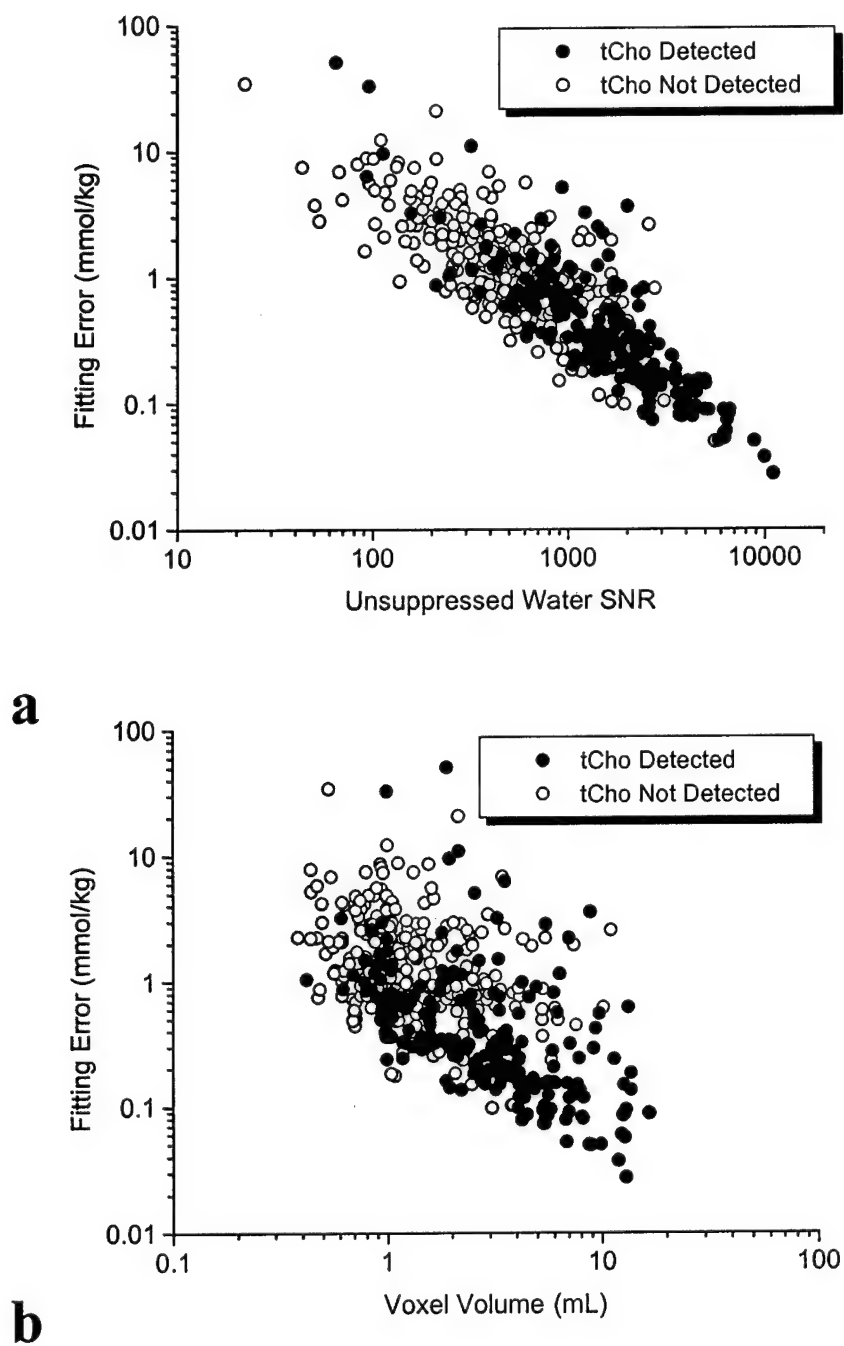 100
10
1
0.1
0.01
10
100
1000
10000
Fitting Error (mmol/kg)
Unsuppressed Water SNR
tCho Detected
tCho Not Detected
a
100
10
1
0.1
0.01
0.1
1
10
100
Fitting Error (mmol/kg)
Voxel Volume (mL)
tCho Detected
tCho Not Detected
b